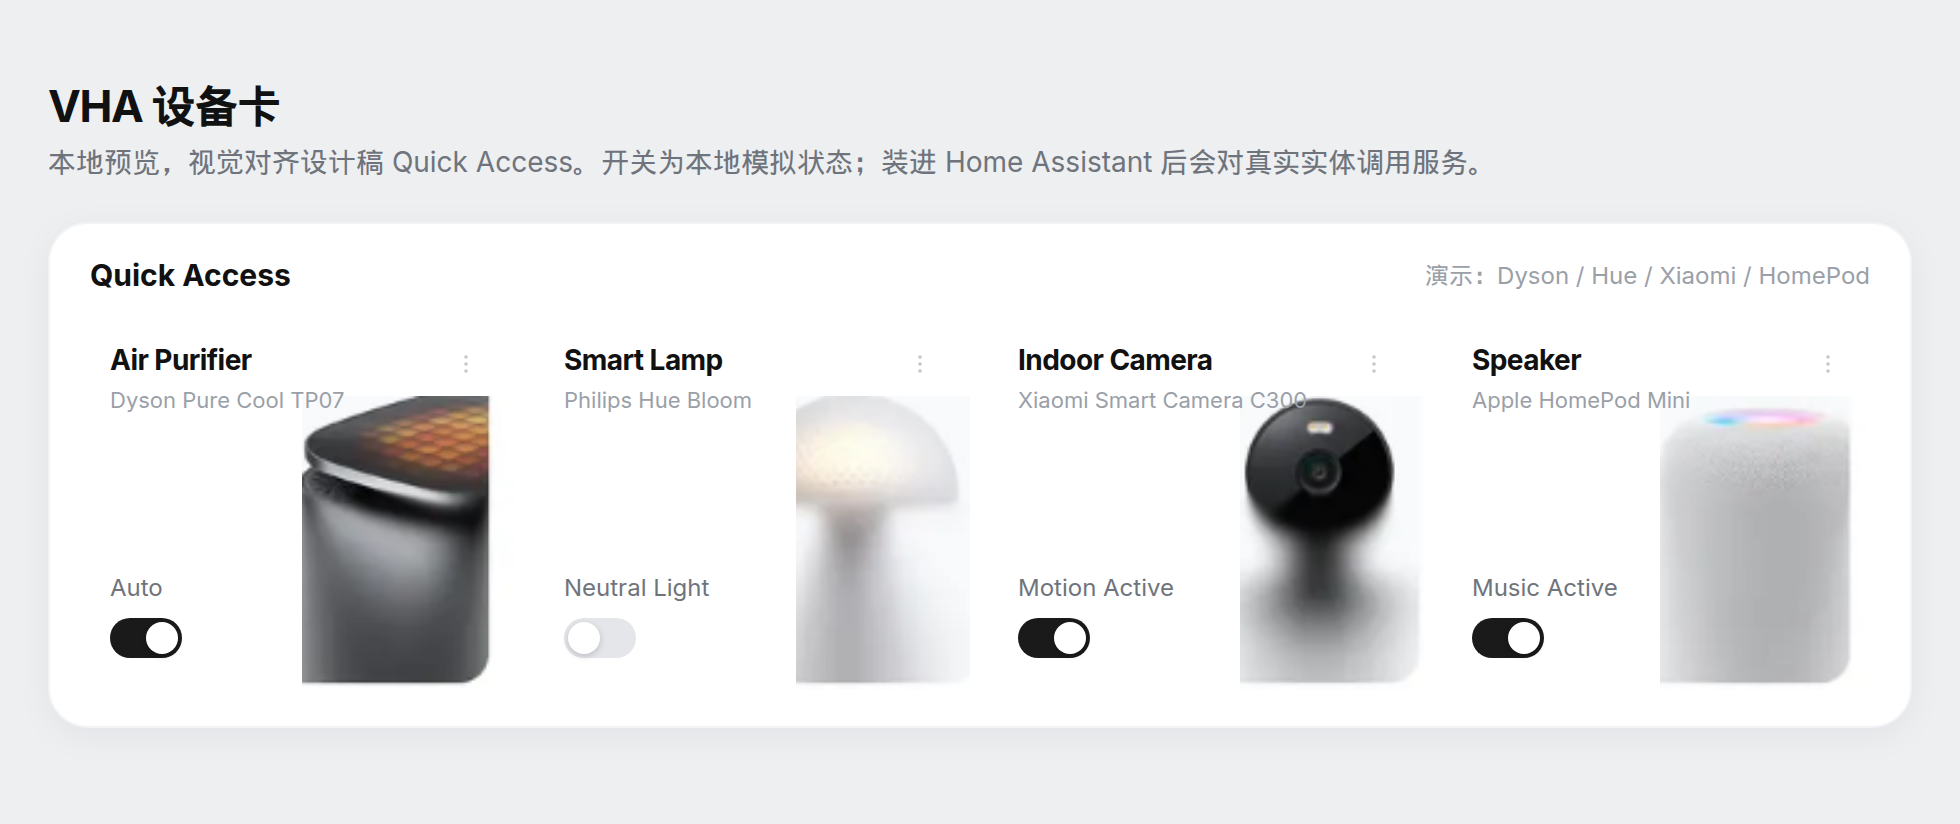 VHA 设备卡
本地预览，视觉对齐设计稿 Quick Access。开关为本地模拟状态；装进 Home Assistant 后会对真实实体调用服务。
Quick Access
演示：Dyson / Hue / Xiaomi / HomePod
Air Purifier
Dyson Pure Cool TP07
Auto
Smart Lamp
Philips Hue Bloom
Neutral Light
Indoor Camera
Xiaomi Smart Camera C300
Motion Active
Speaker
Apple HomePod Mini
Music Active